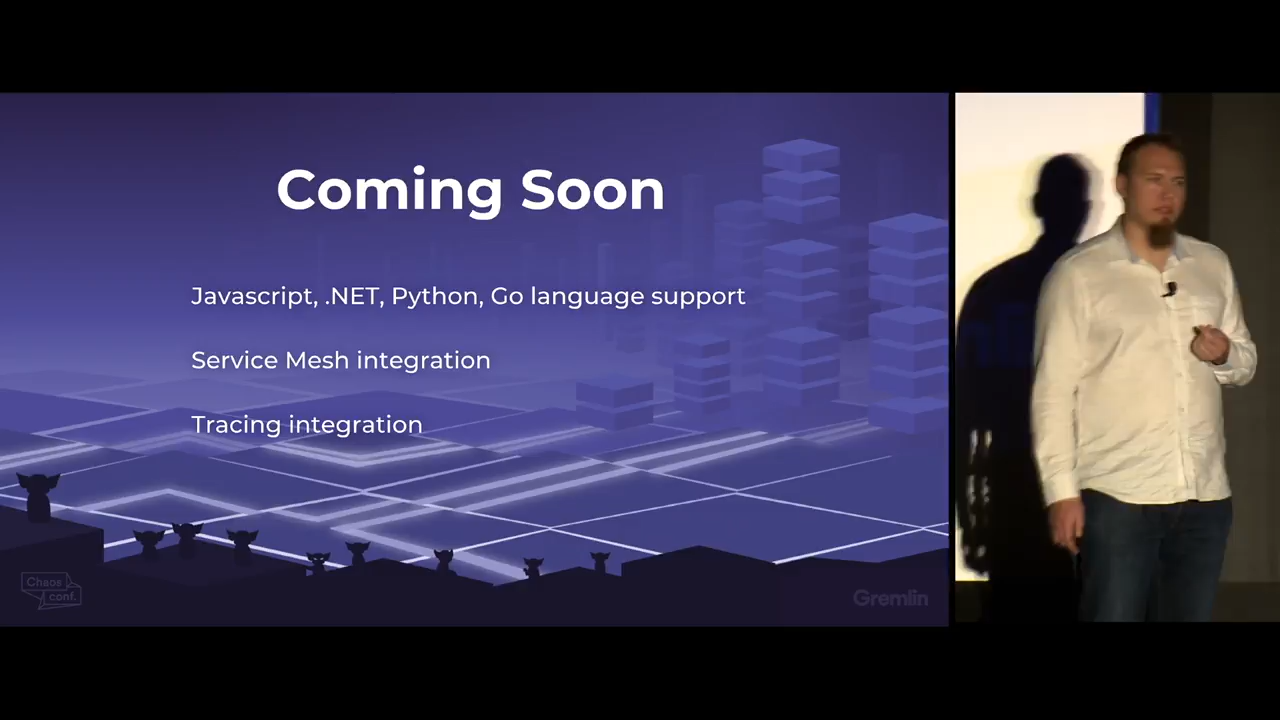 Coming Soon
Javascript, .NET, Python, Go language support
Service Mesh integration
Tracing integration
Chaos
conf.
Gremlin